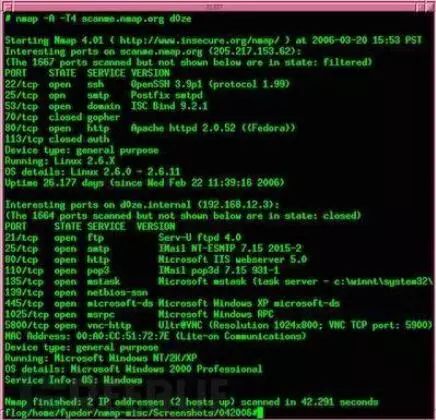 # nmap -A -T4 scanme.nmap.org d0ze
Starting Nmap 4.01 ( http://www.insecure.org/nmap/ ) at 2006-03-20 15:53 PST
Interesting ports on scanme.nmap.org (205.217.153.62):
(The 1667 ports scanned but not shown below are in state: filtered)
PORT STATE SERVICE VERSION
22/tcp open ssh OpenSSH 3.9p1 (protocol 1.99)
25/tcp open smtp Postfix smtpd
53/tcp open domain ISC Bind 9.2.1
70/tcp closed gopher
80/tcp open http Apache httpd 2.0.52 ((Fedora))
113/tcp closed auth
Device type: general purpose
Running: Linux 2.6.X
OS details: Linux 2.6.0 - 2.6.11
Uptime 26.177 days (since Wed Feb 22 11:39:16 2006)
Interesting ports on d0ze.internal (192.168.12.3):
(The 1664 ports scanned but not shown below are in state: closed)
PORT STATE SERVICE VERSION
21/tcp open ftp Serv-U ftpd 4.0
25/tcp open smtp IMail NT-ESMTP 7.15 2015-2
80/tcp open http Microsoft IIS webserver 5.0
110/tcp open pop3 IMail pop3d 7.15 931-1
135/tcp open mstask Microsoft mstask (task server - c:\winnt\system32\
139/tcp open netbios-ssn
445/tcp open microsoft-ds Microsoft Windows XP microsoft-ds
1025/tcp open msrpc Microsoft Windows RPC
5800/tcp open vnc-http Ultr@VNC (Resolution 1024x800; VNC TCP port: 5900)
MAC Address: 00:A0:CC:51:72:7E (Lite-on Communications)
Device type: general purpose
Running: Microsoft Windows NT/2K/XP
OS details: Microsoft Windows 2000 Professional
Service Info: OS: Windows
Nmap finished: 2 IP addresses (2 hosts up) scanned in 42.291 seconds
flog/home/fyodor/nmap-misc/Screenshots/042006#